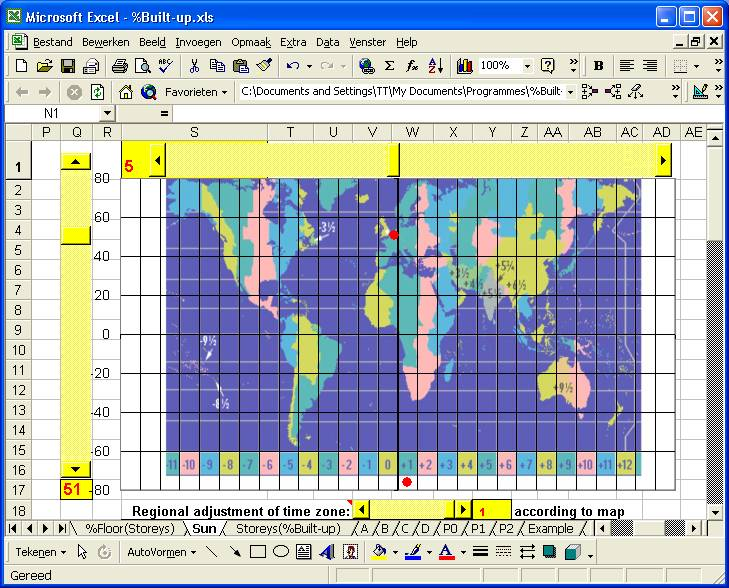 Microsoft Excel - %Built-up.xls
Bestand Bewerken Beeld Invoegen Opmaak Extra Data Venster Help
100%
B
Favorieten C:\Documents and Settings\TT\My Documents\Programmes\%Built-
N1 =
P Q R S T U V W X Y Z AA AB AC AD AE
1 5
2 80
3
4 60
5
6 40
7 20
8
9 0
10
11 -20
12
13 -40
14
15 -60
16
17 51 -80
-3½
+3½ +4½ +5½ +5¾ +6½
-9½
-8½
+9½
-11 -10 -9 -8 -7 -6 -5 -4 -3 -2 -1 0 +1 +2 +3 +4 +5 +6 +7 +8 +9 +10 +11 +12
18 Regional adjustment of time zone: 1 according to map
%Floor(Storeys) Sun Storeys(%Built-up) A B C D P0 P1 P2 Example
Tekenen AutoVormen
Gereed